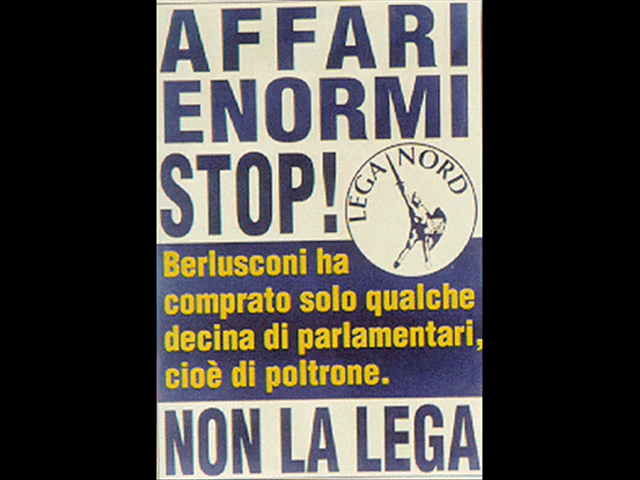 AFFARI
ENORMI
STOP!
LEGA NORD
Berlusconi ha
comprato solo qualche
decina di parlamentari,
cioè di poltrone.
NON LA LEGA